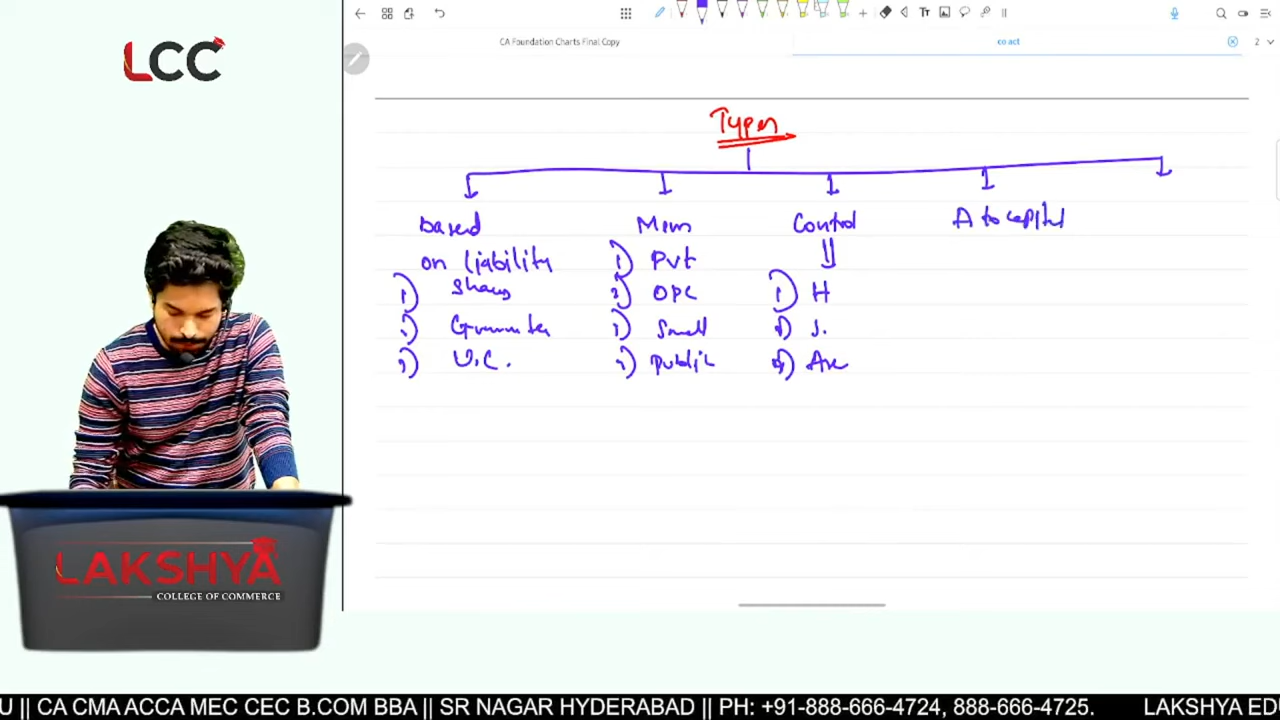 LCC
CA Foundation Charts Final Copy
co act
2
Types
based
on liability
1) Shares
2) Guarantee
3) U.C.
Mem
1) Pvt
2) OPC
3) Small
4) Public
Control
1) H
2) S.
3) Ass
A to capital
LAKSHYA
COLLEGE OF COMMERCE
U || CA CMA ACCA MEC CEC B.COM BBA || SR NAGAR HYDERABAD || PH: +91-888-666-4724, 888-666-4725. LAKSHYA ED